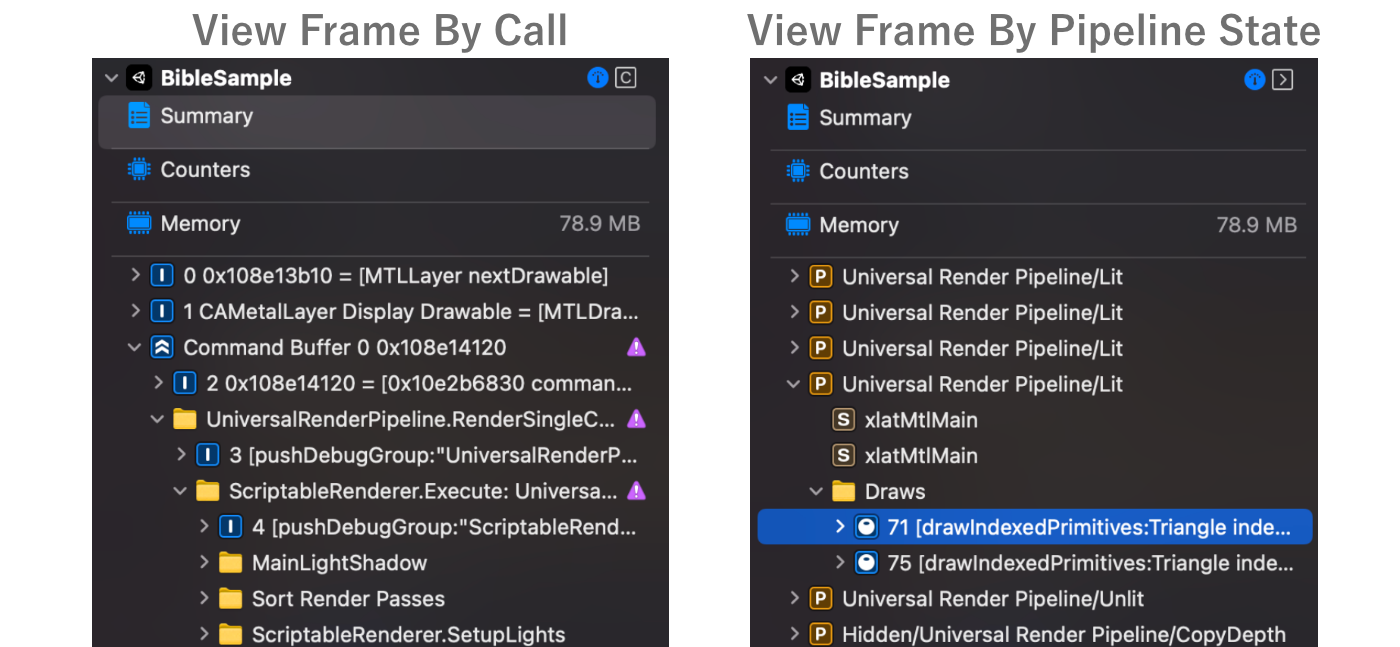 View Frame By Call
BibleSample
C
Summary
Counters
Memory 78.9 MB
I 0 0x108e13b10 = [MTLLayer nextDrawable]
I 1 CAMetalLayer Display Drawable = [MTLDra...
Command Buffer 0 0x108e14120
I 2 0x108e14120 = [0x10e2b6830 comman...
UniversalRenderPipeline.RenderSingleC...
I 3 [pushDebugGroup:"UniversalRenderP...
ScriptableRenderer.Execute: Universa...
I 4 [pushDebugGroup:"ScriptableRend...
MainLightShadow
Sort Render Passes
ScriptableRenderer.SetupLights
View Frame By Pipeline State
BibleSample
Summary
Counters
Memory 78.9 MB
P Universal Render Pipeline/Lit
P Universal Render Pipeline/Lit
P Universal Render Pipeline/Lit
P Universal Render Pipeline/Lit
S xlatMtlMain
S xlatMtlMain
Draws
71 [drawIndexedPrimitives:Triangle inde...
75 [drawIndexedPrimitives:Triangle inde...
P Universal Render Pipeline/Unlit
P Hidden/Universal Render Pipeline/CopyDepth